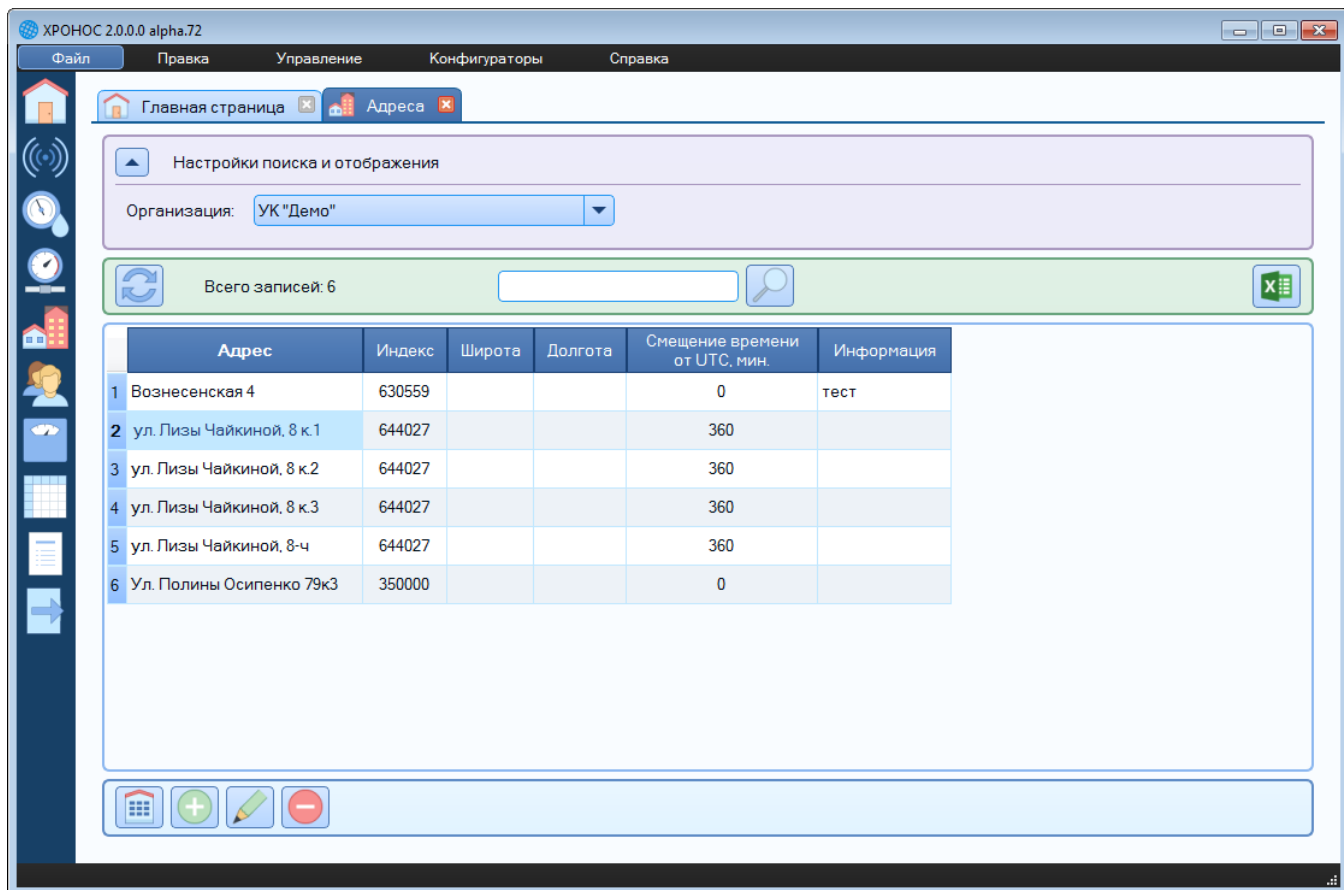 ХРОНОС 2.0.0.0 alpha.72
Файл Правка Управление Конфигураторы Справка
Главная страница Адреса
Настройки поиска и отображения
Организация: УК "Демо"
Всего записей: 6
Адрес Индекс Широта Долгота Смещение времени от UTC, мин. Информация
1 Вознесенская 4 630559 0 тест
2 ул. Лизы Чайкиной, 8 к.1 644027 360
3 ул. Лизы Чайкиной, 8 к.2 644027 360
4 ул. Лизы Чайкиной, 8 к.3 644027 360
5 ул. Лизы Чайкиной, 8-ч 644027 360
6 Ул. Полины Осипенко 79к3 350000 0